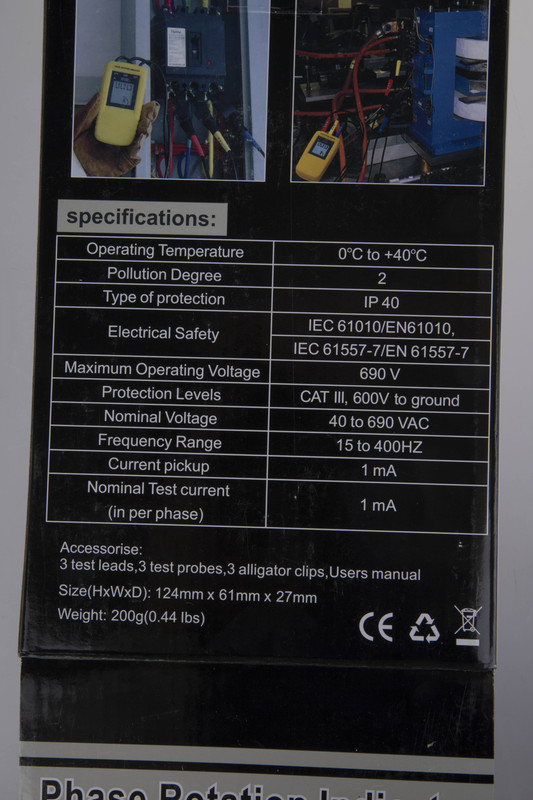 specifications:
Operating Temperature 0°C to +40°C
Pollution Degree 2
Type of protection IP 40
Electrical Safety IEC 61010/EN61010,
IEC 61557-7/EN 61557-7
Maximum Operating Voltage 690 V
Protection Levels CAT III, 600V to ground
Nominal Voltage 40 to 690 VAC
Frequency Range 15 to 400HZ
Current pickup 1 mA
Nominal Test current
(in per phase) 1 mA
Accessorise:
3 test leads,3 test probes,3 alligator clips,Users manual
Size(HxWxD): 124mm x 61mm x 27mm
Weight: 200g(0.44 lbs)
CE
Phase Rotation Indicator